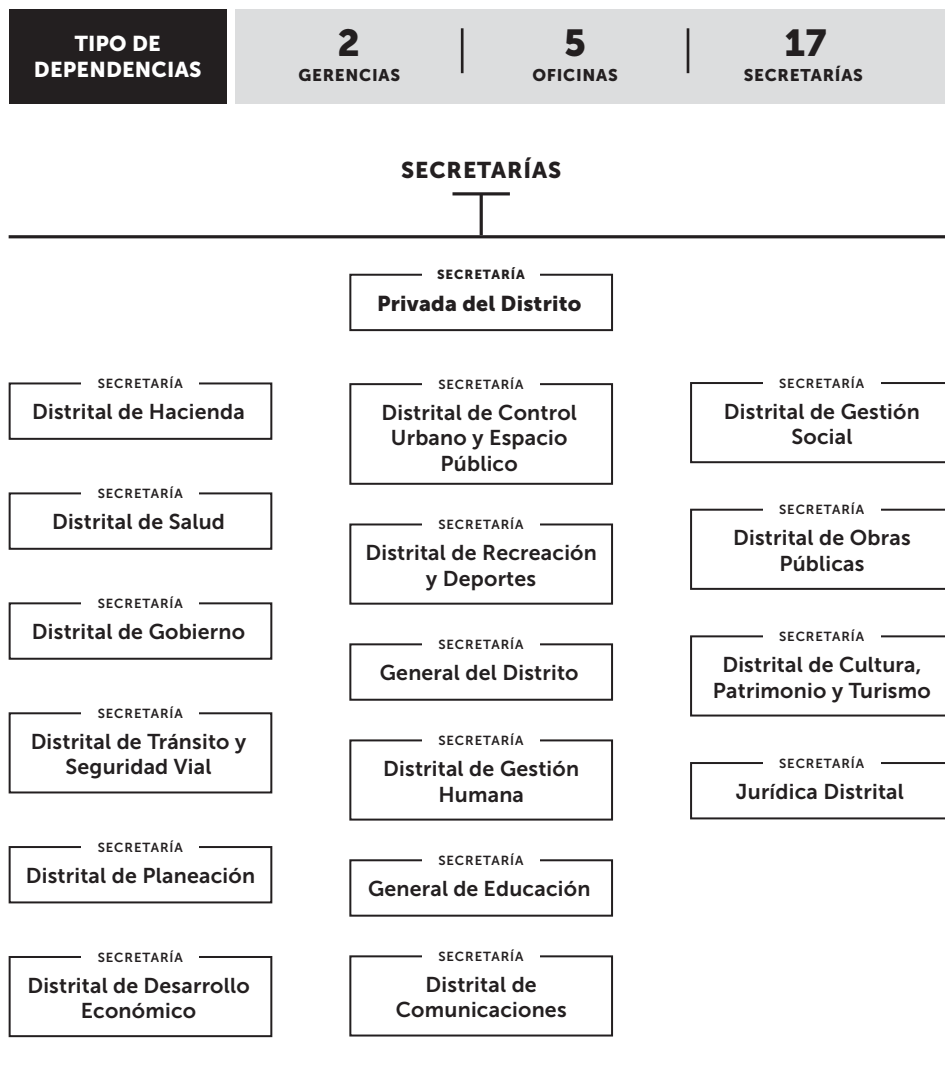 TIPO DE
DEPENDENCIAS
2
GERENCIAS
5
OFICINAS
17
SECRETARÍAS
SECRETARÍAS
SECRETARÍA
Privada del Distrito
SECRETARÍA
Distrital de Hacienda
SECRETARÍA
Distrital de Salud
SECRETARÍA
Distrital de Gobierno
SECRETARÍA
Distrital de Tránsito y
Seguridad Vial
SECRETARÍA
Distrital de Planeación
SECRETARÍA
Distrital de Desarrollo
Económico
SECRETARÍA
Distrital de Control
Urbano y Espacio
Público
SECRETARÍA
Distrital de Recreación
y Deportes
SECRETARÍA
General del Distrito
SECRETARÍA
Distrital de Gestión
Humana
SECRETARÍA
General de Educación
SECRETARÍA
Distrital de
Comunicaciones
SECRETARÍA
Distrital de Gestión
Social
SECRETARÍA
Distrital de Obras
Públicas
SECRETARÍA
Distrital de Cultura,
Patrimonio y Turismo
SECRETARÍA
Jurídica Distrital